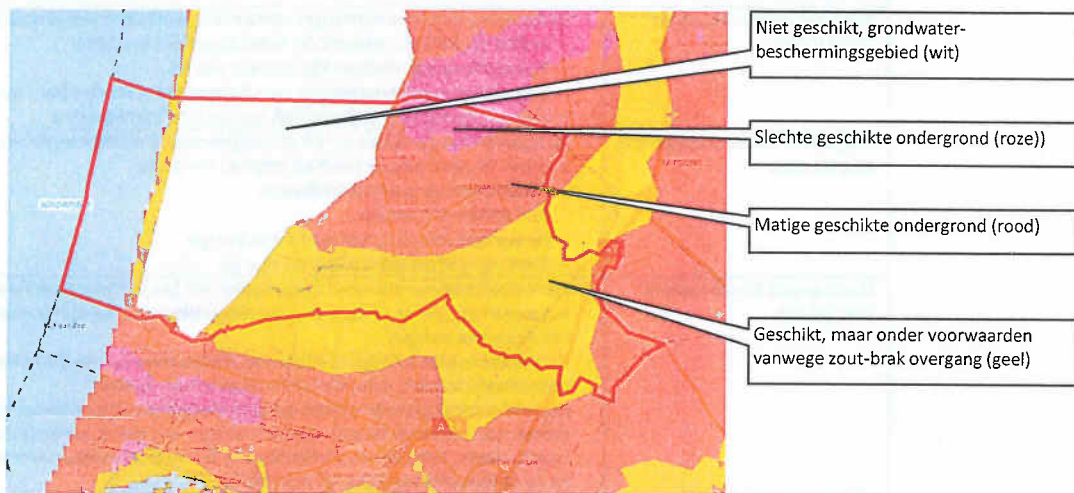 Niet geschikt, grondwater-
beschermingsgebied (wit)
Slechte geschikte ondergrond (roze))
Matige geschikte ondergrond (rood)
Geschikt, maar onder voorwaarden
vanwege zout-brak overgang (geel)